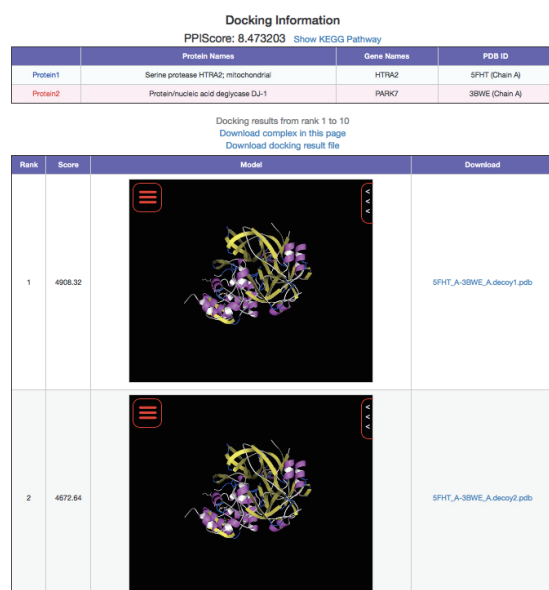 Docking Information
PPIScore: 8.473203 Show KEGG Pathway
Protein Names Gene Names PDB ID
Protein1 Serine protease HTRA2; mitochondrial HTRA2 5FHT (Chain A)
Protein2 Protein/nucleic acid deglycase DJ-1 PARK7 3BWE (Chain A)
Docking results from rank 1 to 10
Download complex in this page
Download docking result file
Rank Score Model Download
<
<
<
1 4908.32 5FHT_A-3BWE_A.decoy1.pdb
<
<
<
2 4672.64 5FHT_A-3BWE_A.decoy2.pdb